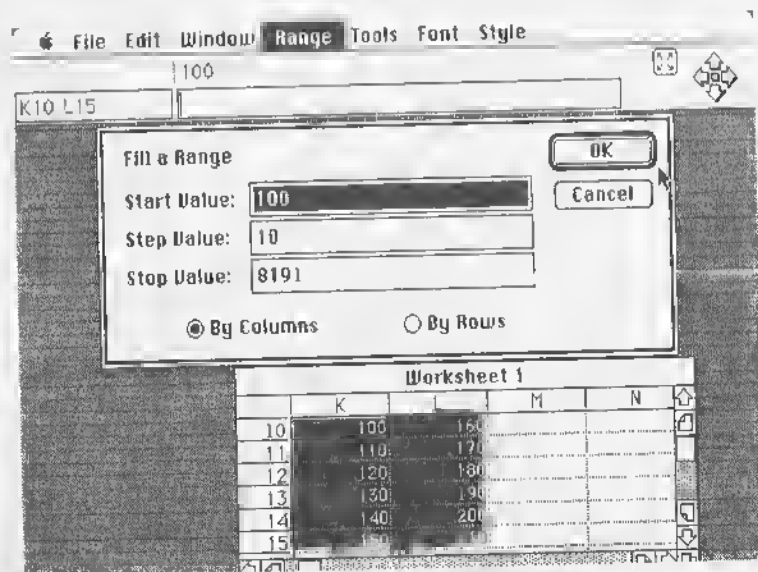 File Edit Window Range Tools Font Style
100
K10 L15
Fill a Range
OK
Start Value: 100
Cancel
Step Value: 10
Stop Value: 8191
By Columns By Rows
Worksheet 1
K M N
10 100 160
11 110 170
12 120 180
13 130 190
14 140 200
15